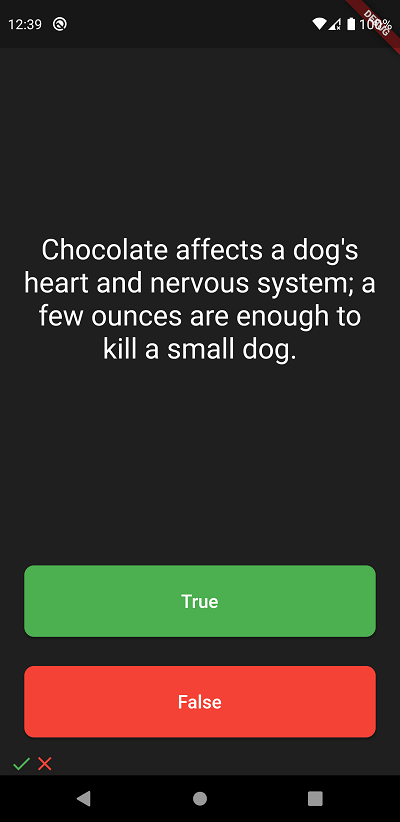 12:39
100%
DEBUG
Chocolate affects a dog's
heart and nervous system; a
few ounces are enough to
kill a small dog.
True
False